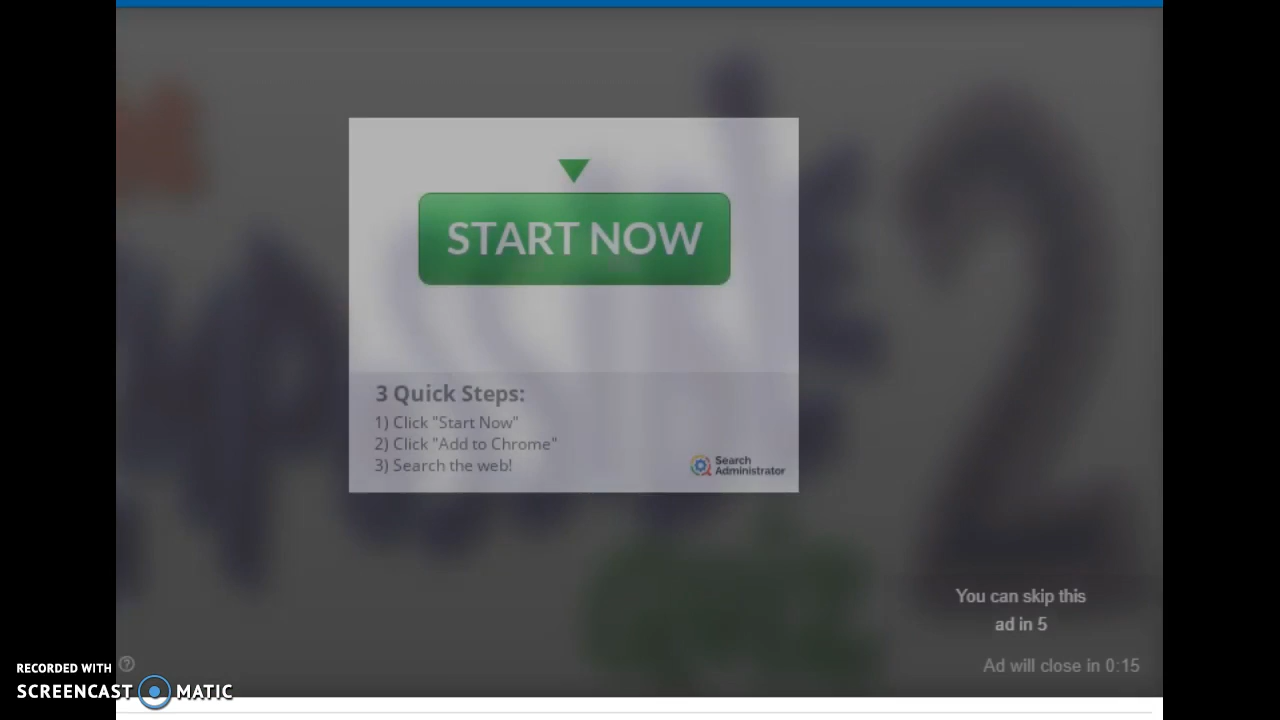 START NOW
3 Quick Steps:
1) Click "Start Now"
2) Click "Add to Chrome"
3) Search the web!
Search
Administrator
2
You can skip this
ad in 5
Ad will close in 0:15
RECORDED WITH
SCREENCAST MATIC